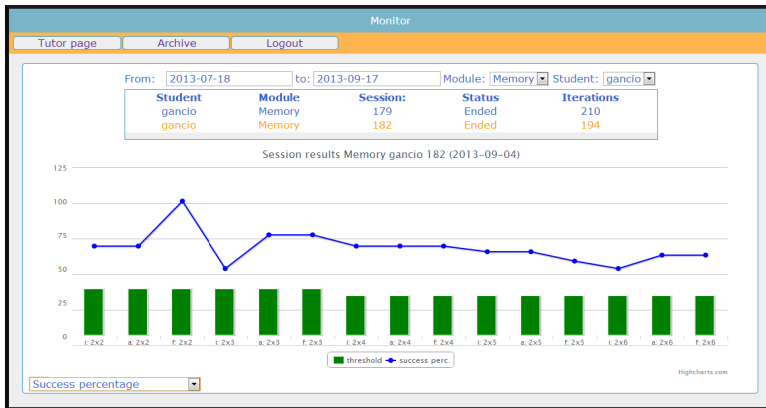 Monitor
Tutor page Archive Logout
From: 2013-07-18 to: 2013-09-17 Module: Memory Student: gancio
Student Module Session: Status Iterations
gancio Memory 179 Ended 210
gancio Memory 182 Ended 194
Session results Memory gancio 182 (2013-09-04)
125
100
75
50
25
0
i: 2x2 a: 2x2 f: 2x2 i: 2x3 a: 2x3 f: 2x3 i: 2x4 a: 2x4 f: 2x4 i: 2x5 a: 2x5 f: 2x5 i: 2x6 a: 2x6 f: 2x6
threshold success perc.
Highcharts.com
Success percentage